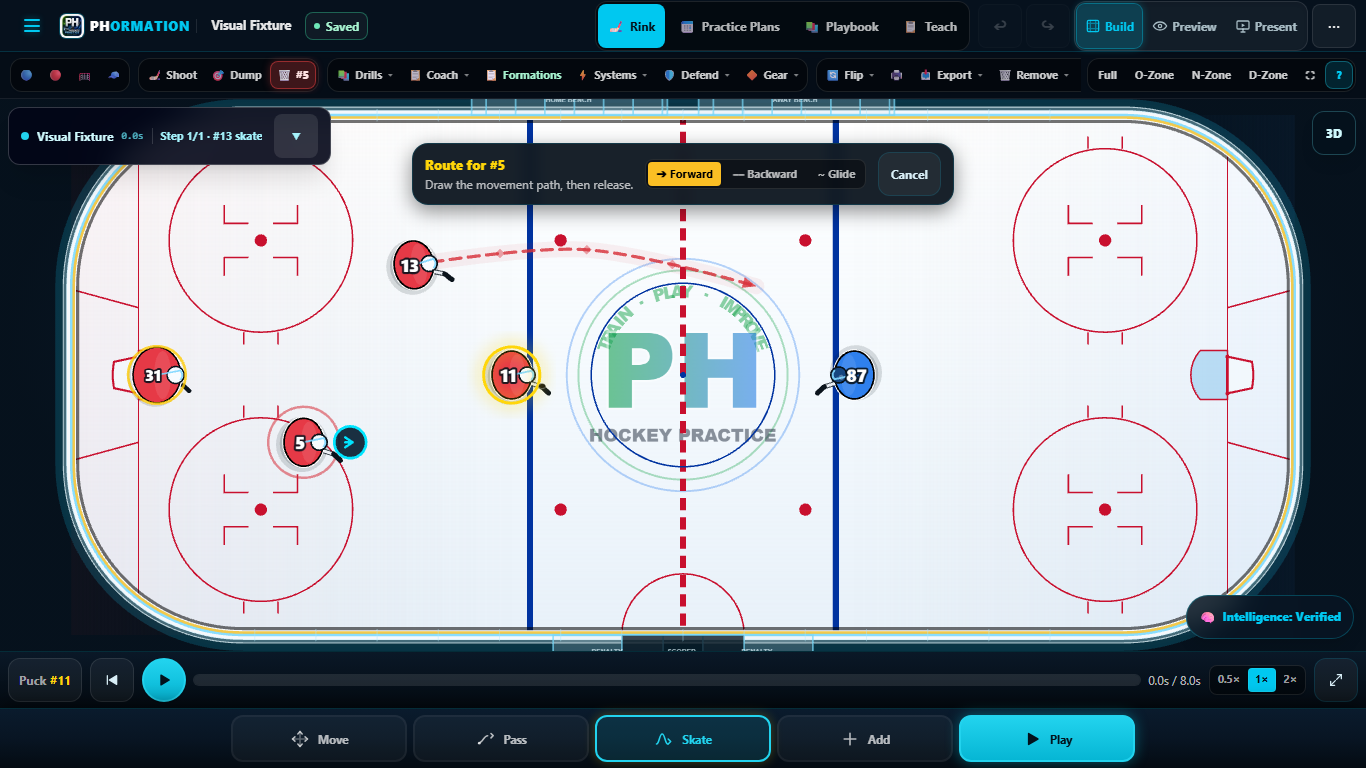 PHORMATION
Visual Fixture
Saved
Rink
Practice Plans
Playbook
Teach
Build
Preview
Present
Shoot
Dump
#5
Drills
Coach
Formations
Systems
Defend
Gear
Flip
Export
Remove
Full
O-Zone
N-Zone
D-Zone
?
HOME BENCH
AWAY BENCH
Visual Fixture 0.0s Step 1/1 · #13 skate
3D
Route for #5
Draw the movement path, then release.
➔ Forward
— Backward
~ Glide
Cancel
13
31
11
87
5
TRAIN · PLAY · IMPROVE
PH
HOCKEY PRACTICE
Intelligence: Verified
Puck #11
0.0s / 8.0s
0.5×
1×
2×
Move
Pass
Skate
Add
Play